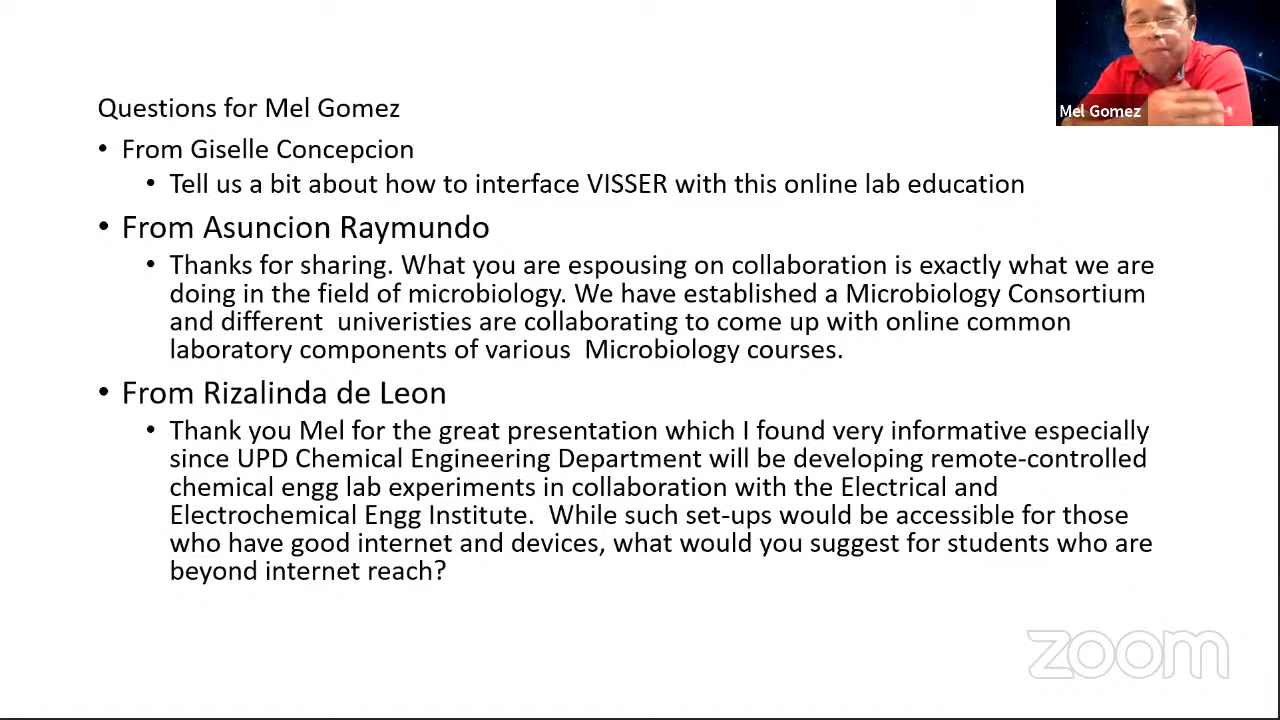 Mel Gomez
Questions for Mel Gomez
• From Giselle Concepcion
• Tell us a bit about how to interface VISSER with this online lab education
• From Asuncion Raymundo
• Thanks for sharing. What you are espousing on collaboration is exactly what we are
doing in the field of microbiology. We have established a Microbiology Consortium
and different  univeristies are collaborating to come up with online common
laboratory components of various  Microbiology courses.
• From Rizalinda de Leon
• Thank you Mel for the great presentation which I found very informative especially
since UPD Chemical Engineering Department will be developing remote-controlled
chemical engg lab experiments in collaboration with the Electrical and
Electrochemical Engg Institute.  While such set-ups would be accessible for those
who have good internet and devices, what would you suggest for students who are
beyond internet reach?
zoom